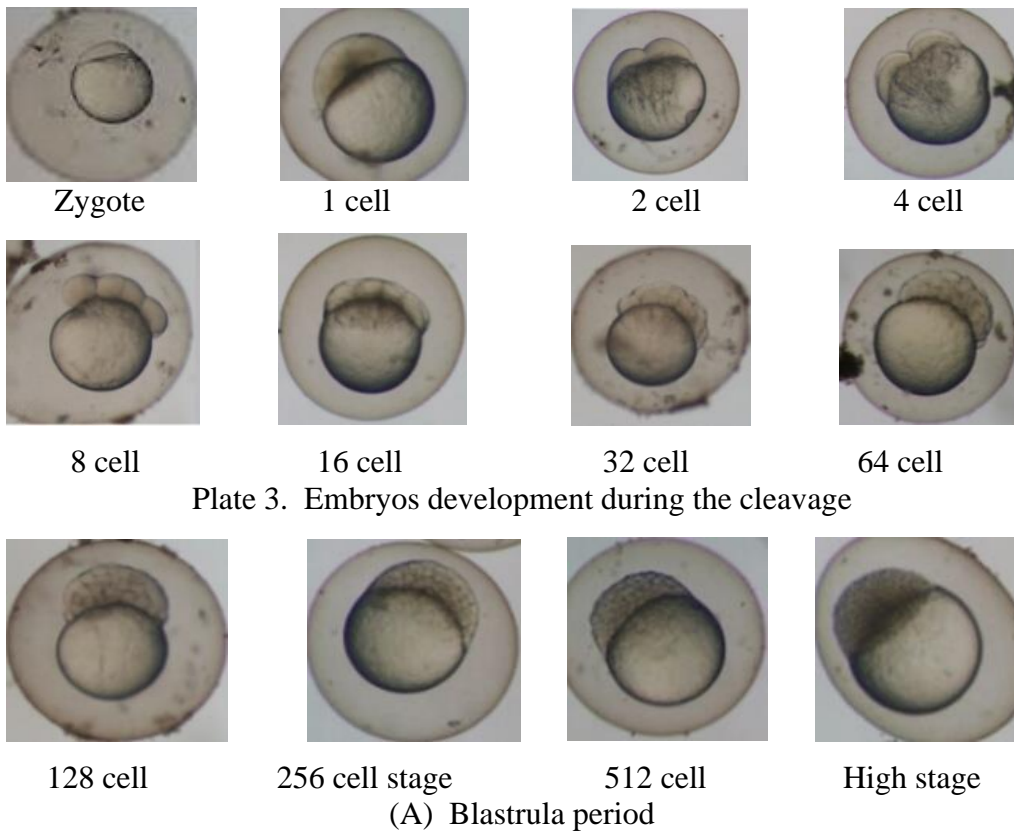 Zygote 1 cell 2 cell 4 cell
8 cell 16 cell 32 cell 64 cell
Plate 3. Embryos development during the cleavage
128 cell 256 cell stage 512 cell High stage
(A) Blastrula period